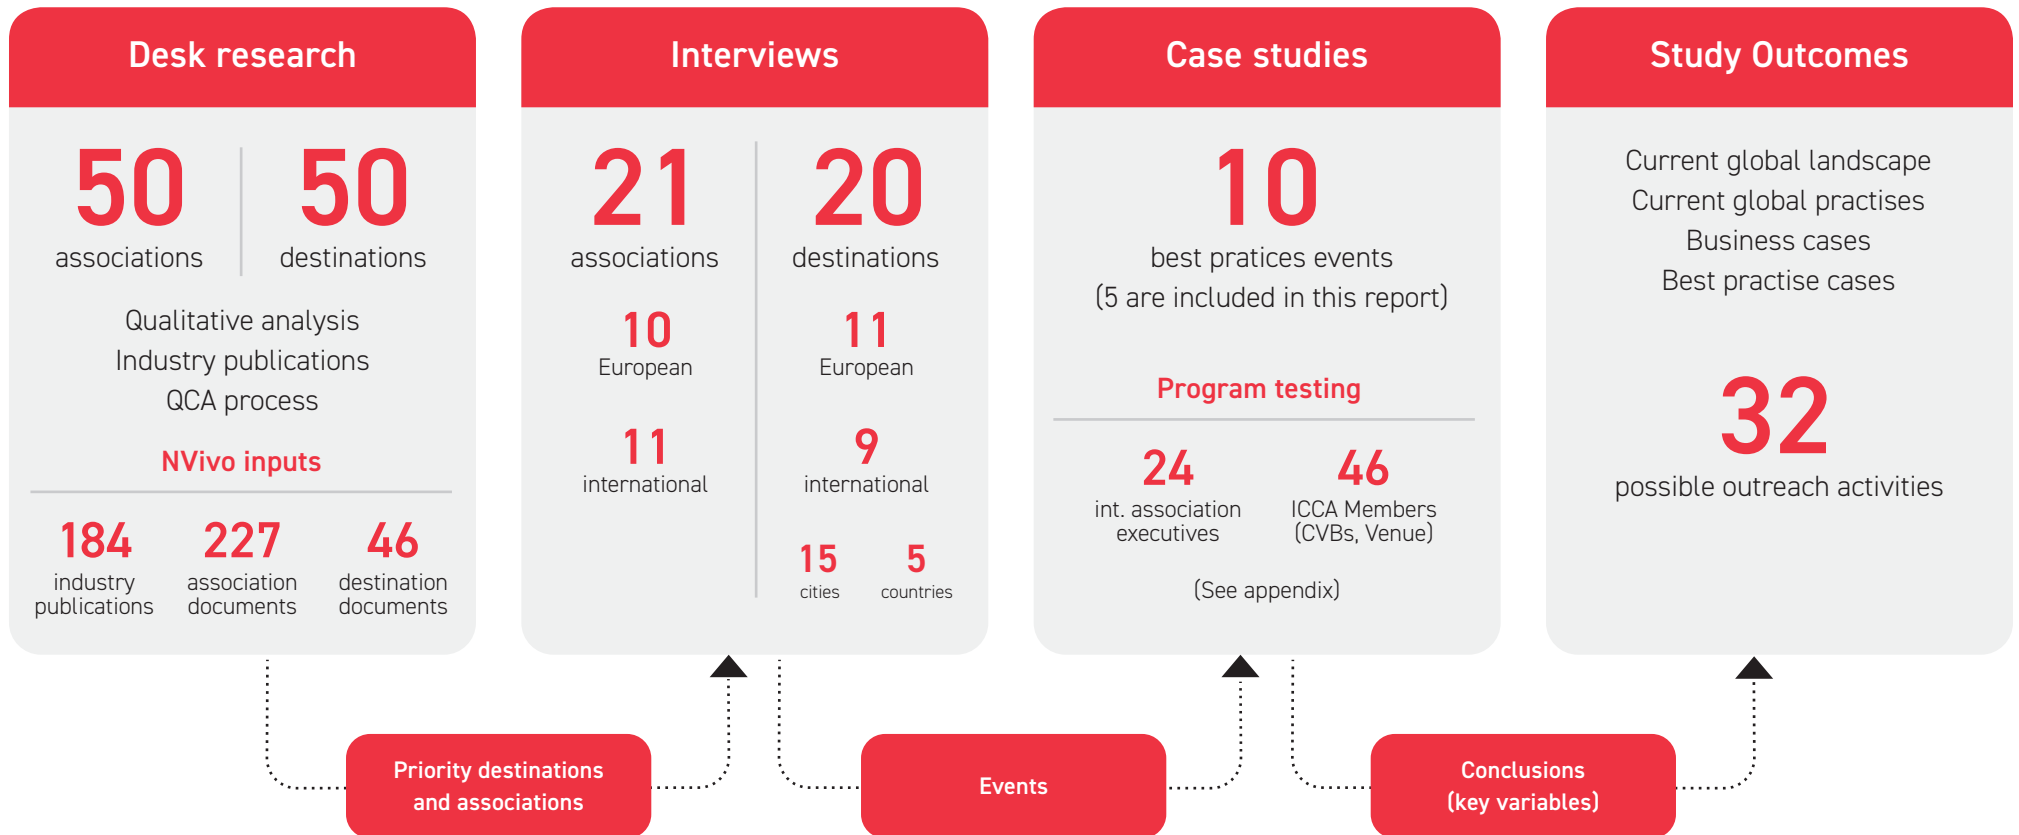 Desk research
50
associations
50
destinations
Qualitative analysis
Industry publications
QCA process
NVivo inputs
184
industry
publications
227
association
documents
46
destination
documents
Interviews
21
associations
10
European
11
international
20
destinations
11
European
9
international
15
cities
5
countries
Case studies
10
best pratices events
(5 are included in this report)
Program testing
24
int. association
executives
46
ICCA Members
(CVBs, Venue)
(See appendix)
Study Outcomes
Current global landscape
Current global practises
Business cases
Best practise cases
32
possible outreach activities
Priority destinations
and associations
Events
Conclusions
(key variables)